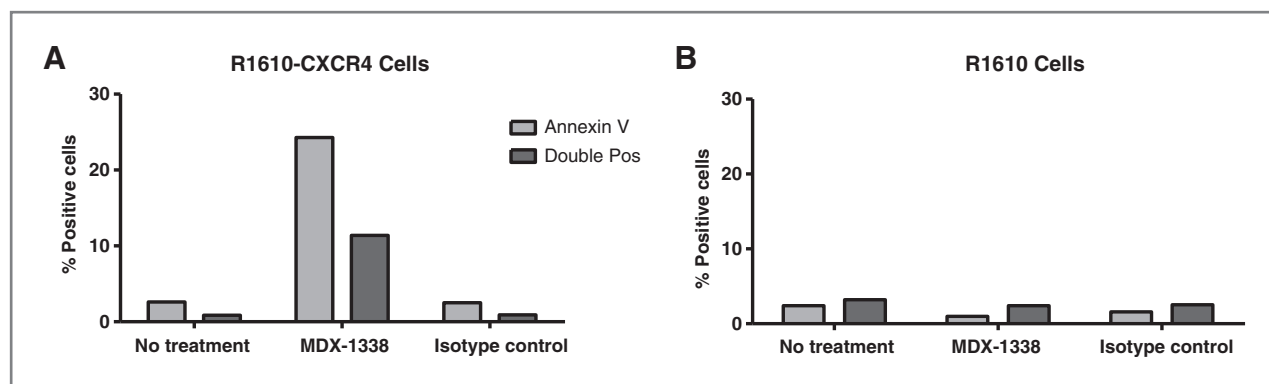 A
R1610-CXCR4 Cells
% Positive cells
30
20
10
0
Annexin V
Double Pos
No treatment
MDX-1338
Isotype control
B
R1610 Cells
% Positive cells
30
20
10
0
No treatment
MDX-1338
Isotype control